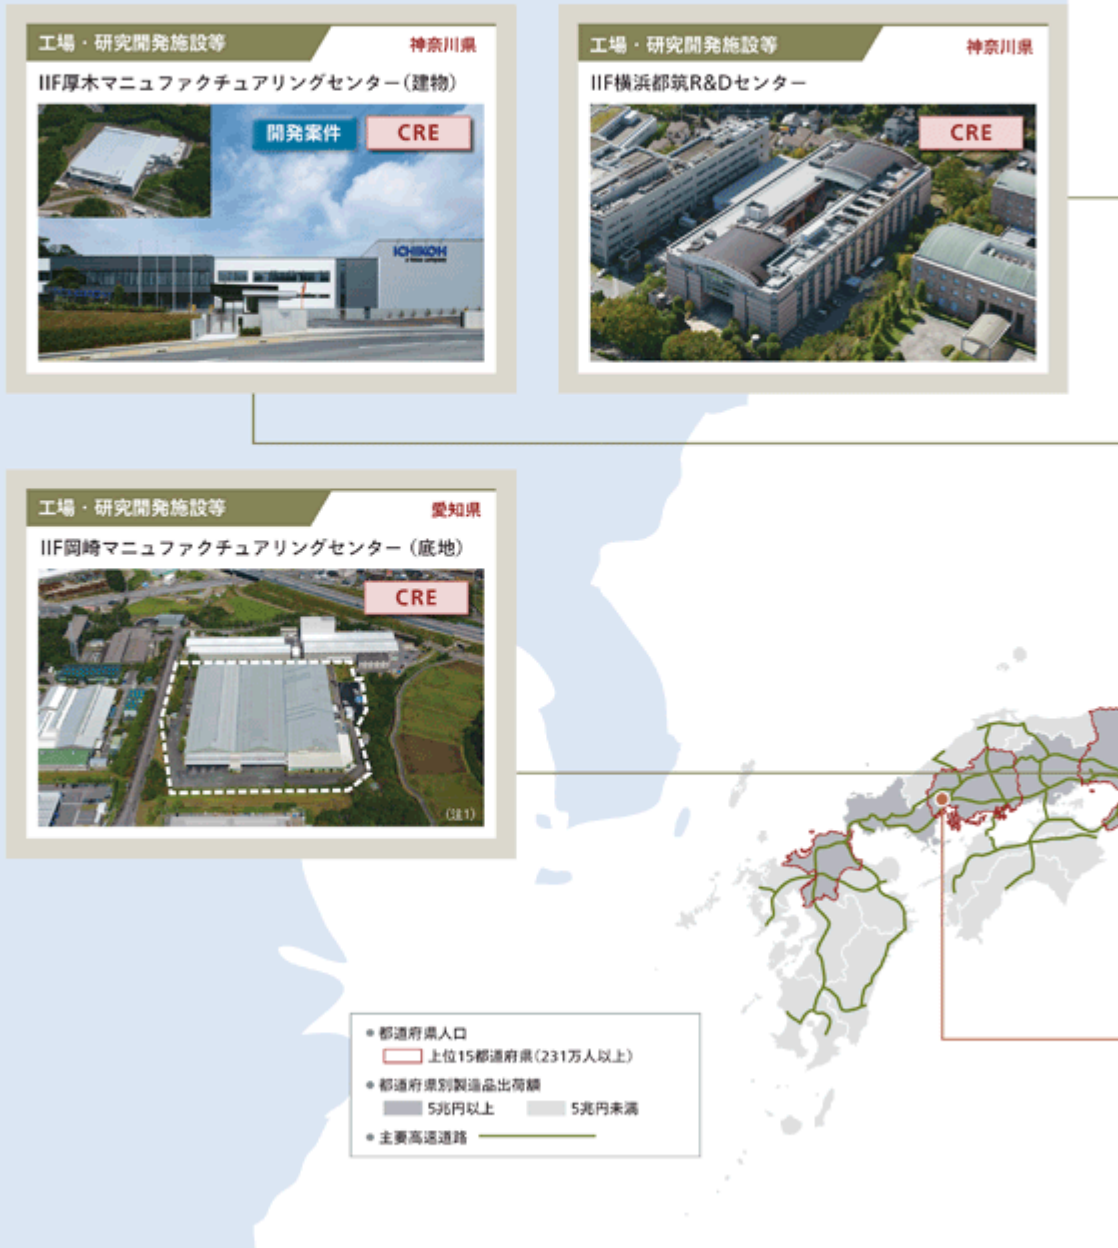 工場・研究開発施設等
神奈川県
IIF厚木マニュファクチュアリングセンター(建物)
開発案件
CRE
ICHIKOH
工場・研究開発施設等
神奈川県
IIF横浜都筑R&Dセンター
CRE
工場・研究開発施設等
愛知県
IIF岡崎マニュファクチュアリングセンター(底地)
CRE
(注1)
●都道府県人口
上位15都道府県(231万人以上)
●都道府県別製造品出荷額
5兆円以上 5兆円未満
●主要高速道路